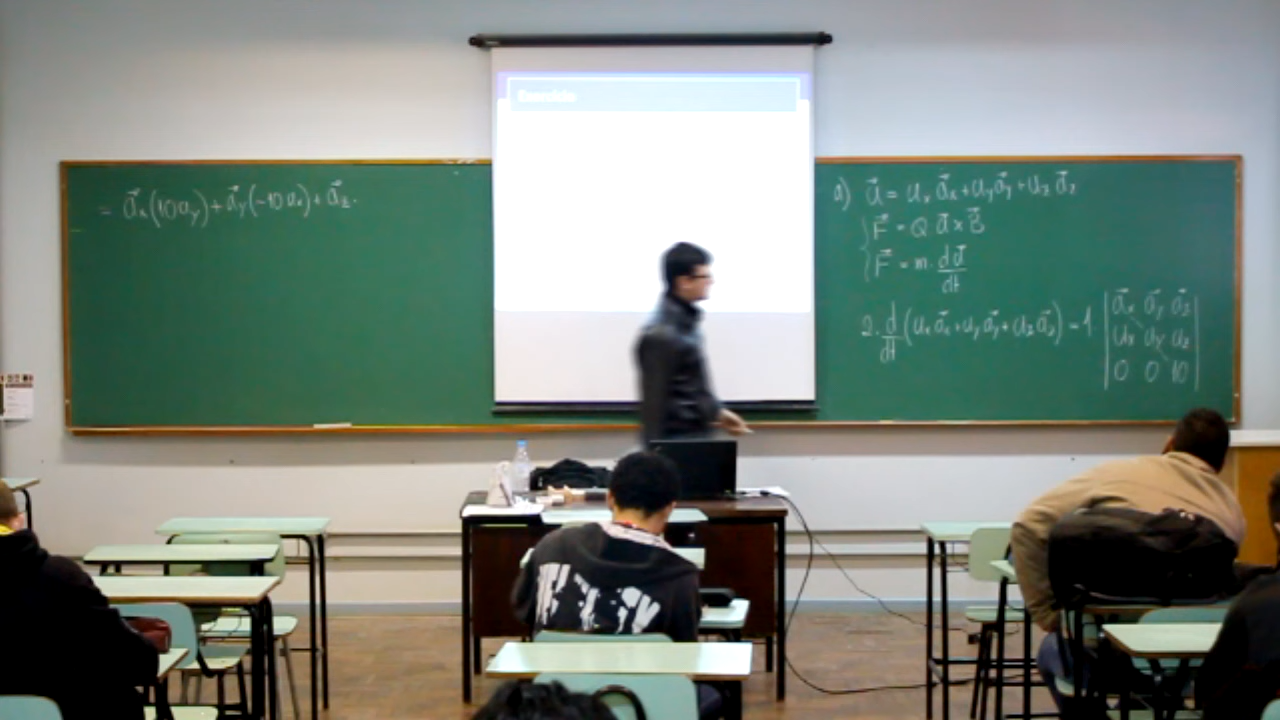 Exercício
= a⃗x(10uy)+a⃗y(-10ux)+a⃗z.
a) U⃗ = ux a⃗x+uy a⃗y+uz a⃗z
F⃗ = Q u⃗ x B⃗
F⃗ = m. du⃗/dt
2. d/dt (ux a⃗x+uy a⃗y+uz a⃗z) = 1
a⃗x a⃗y a⃗z
ux uy uz
0 0 10